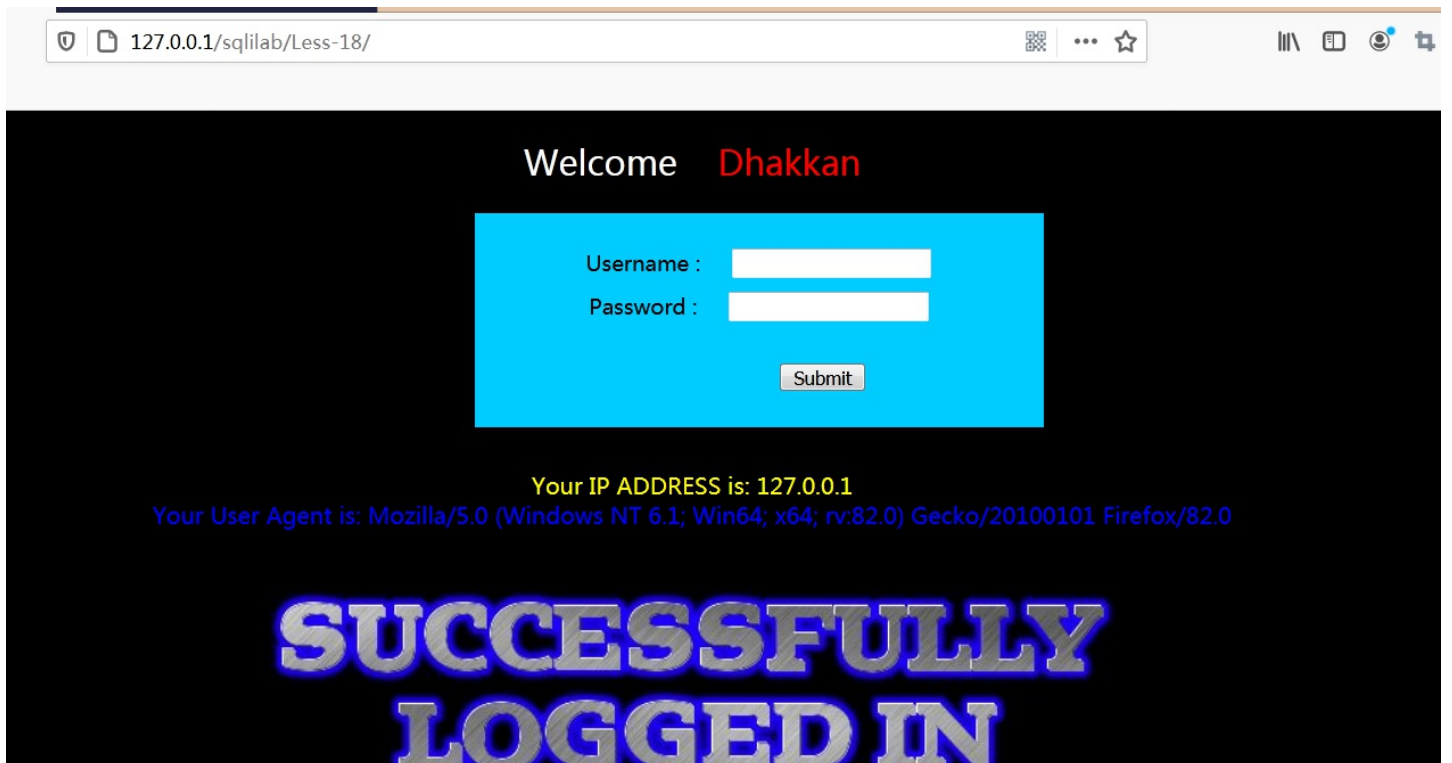 127.0.0.1/sqlilab/Less-18/
Welcome Dhakkan
Username :
Password :
Submit
Your IP ADDRESS is: 127.0.0.1
Your User Agent is: Mozilla/5.0 (Windows NT 6.1; Win64; x64; rv:82.0) Gecko/20100101 Firefox/82.0
SUCCESSFULLY
LOGGED IN